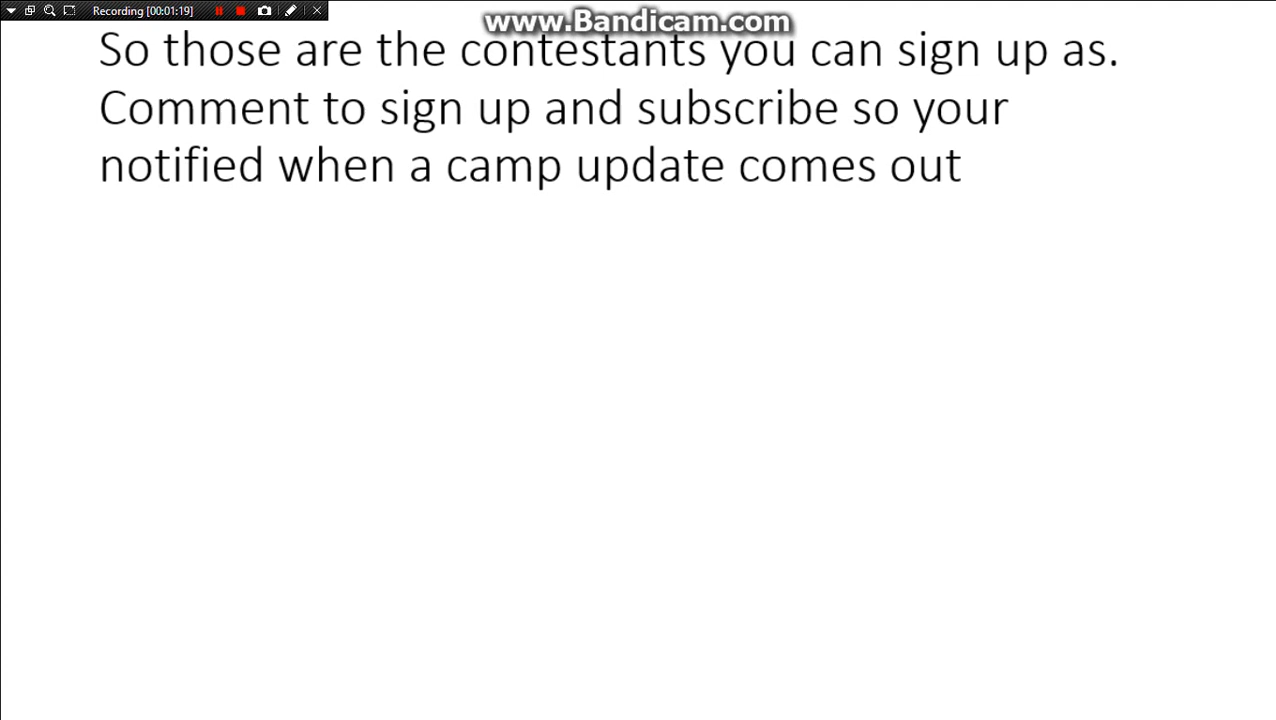 Recording [00:01:19]
www.Bandicam.com
So those are the contestants you can sign up as.
Comment to sign up and subscribe so your
notified when a camp update comes out